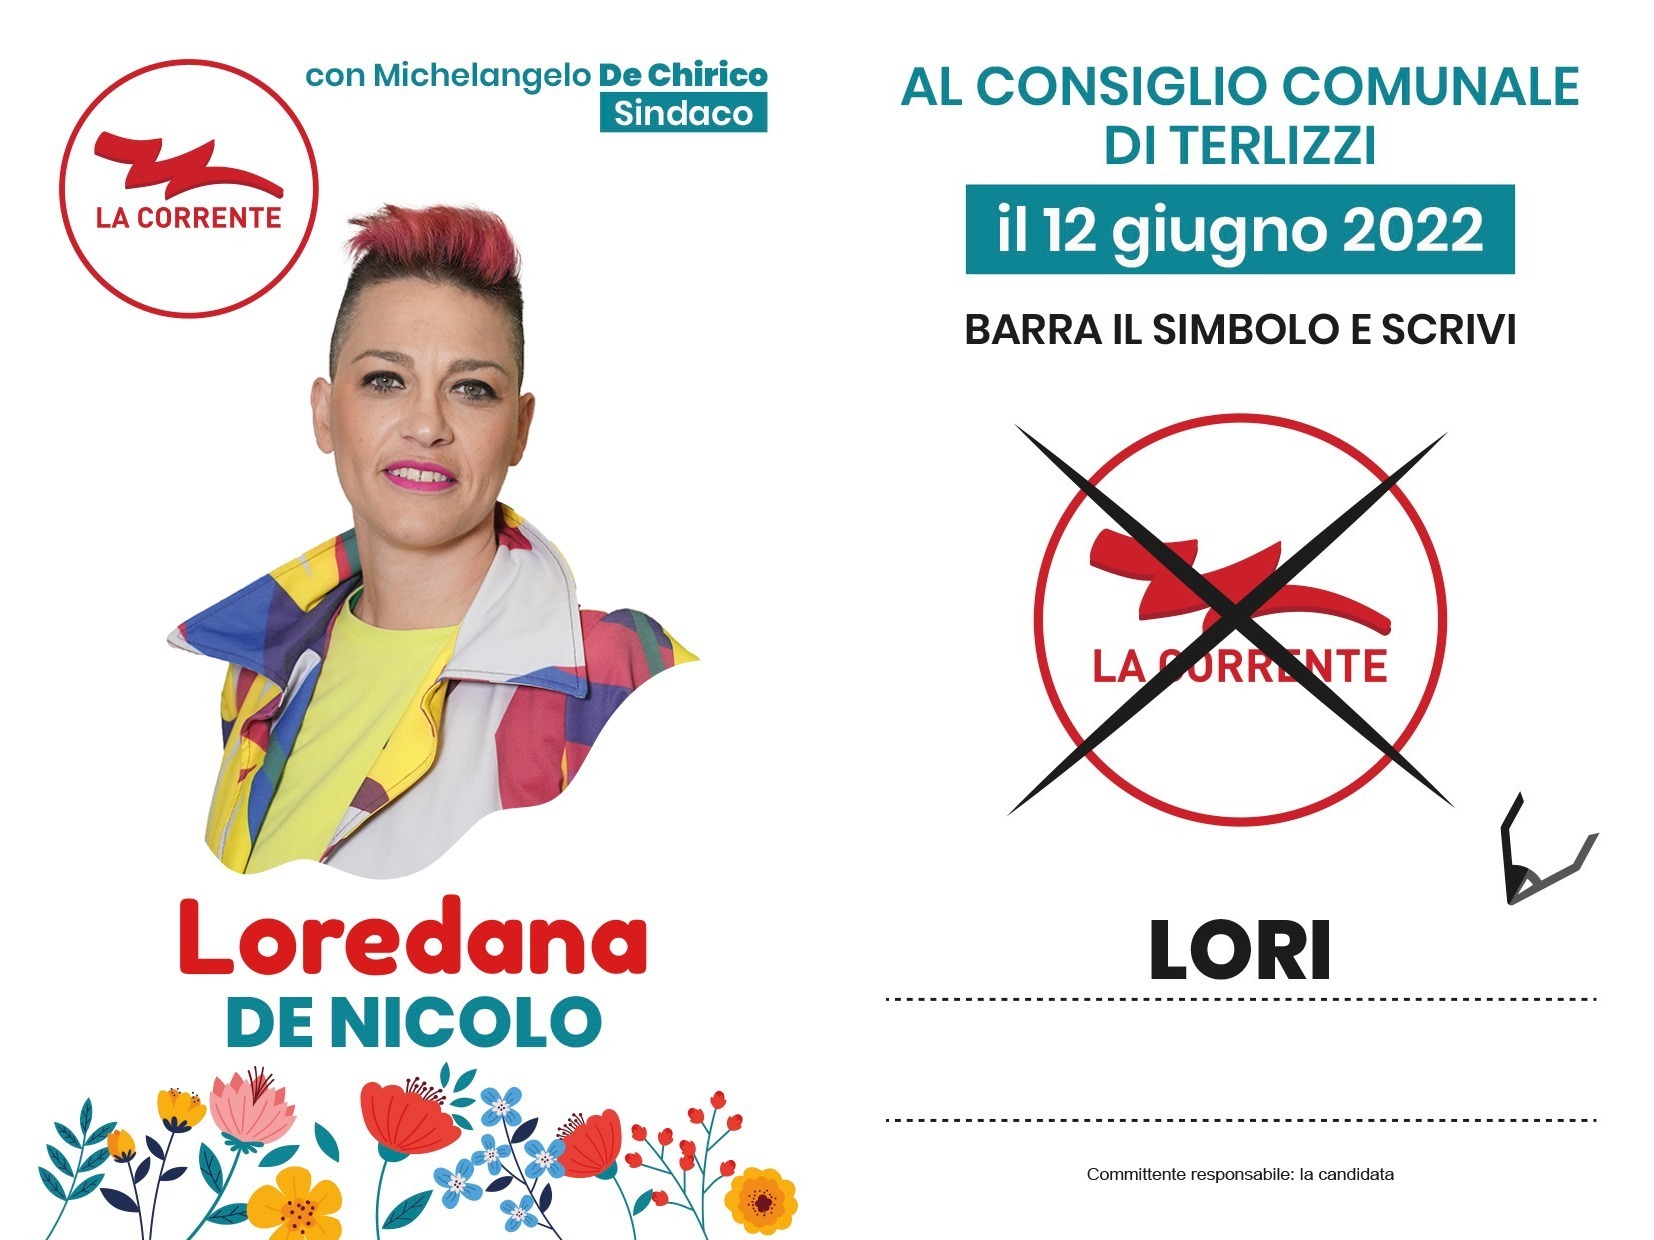 con Michelangelo De Chirico
Sindaco
LA CORRENTE
Loredana
DE NICOLO
AL CONSIGLIO COMUNALE
DI TERLIZZI
il 12 giugno 2022
BARRA IL SIMBOLO E SCRIVI
LA CORRENTE
LORI
Committente responsabile: la candidata